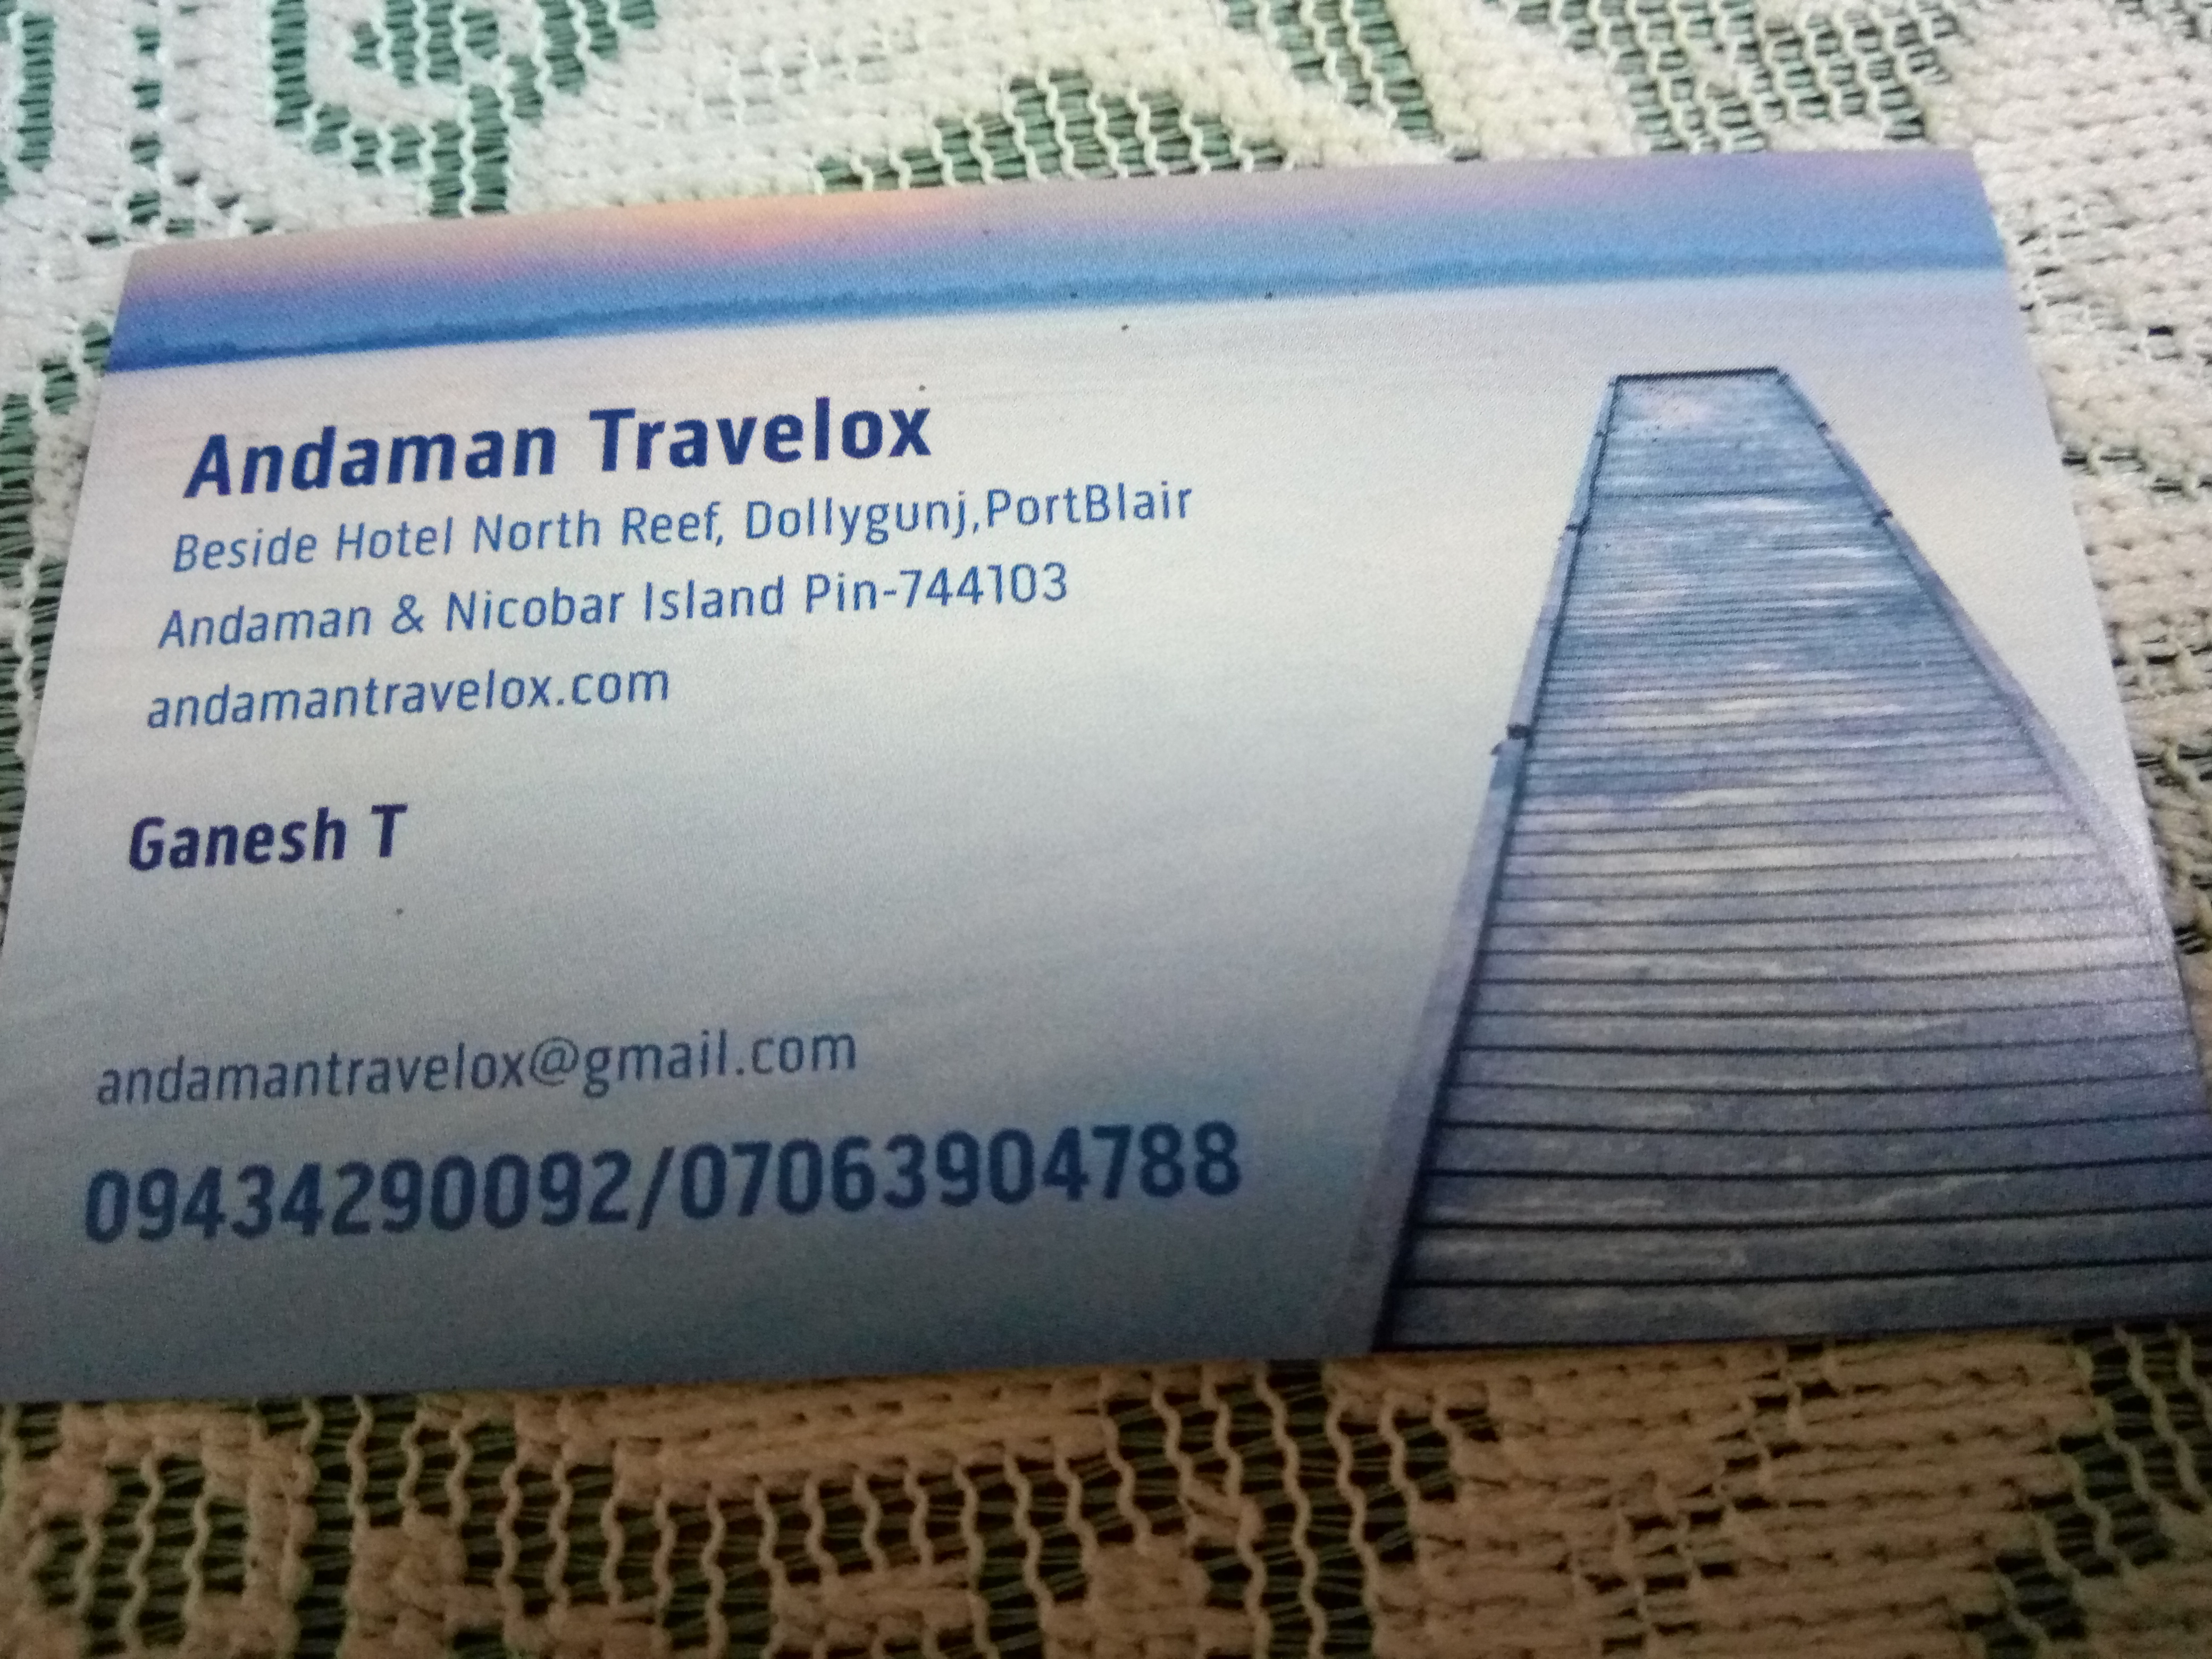 Andaman Travelox
Beside Hotel North Reef, Dollygunj,PortBlair
Andaman & Nicobar Island Pin-744103
andamantravelox.com
Ganesh T
andamantravelox@gmail.com
09434290092/07063904788